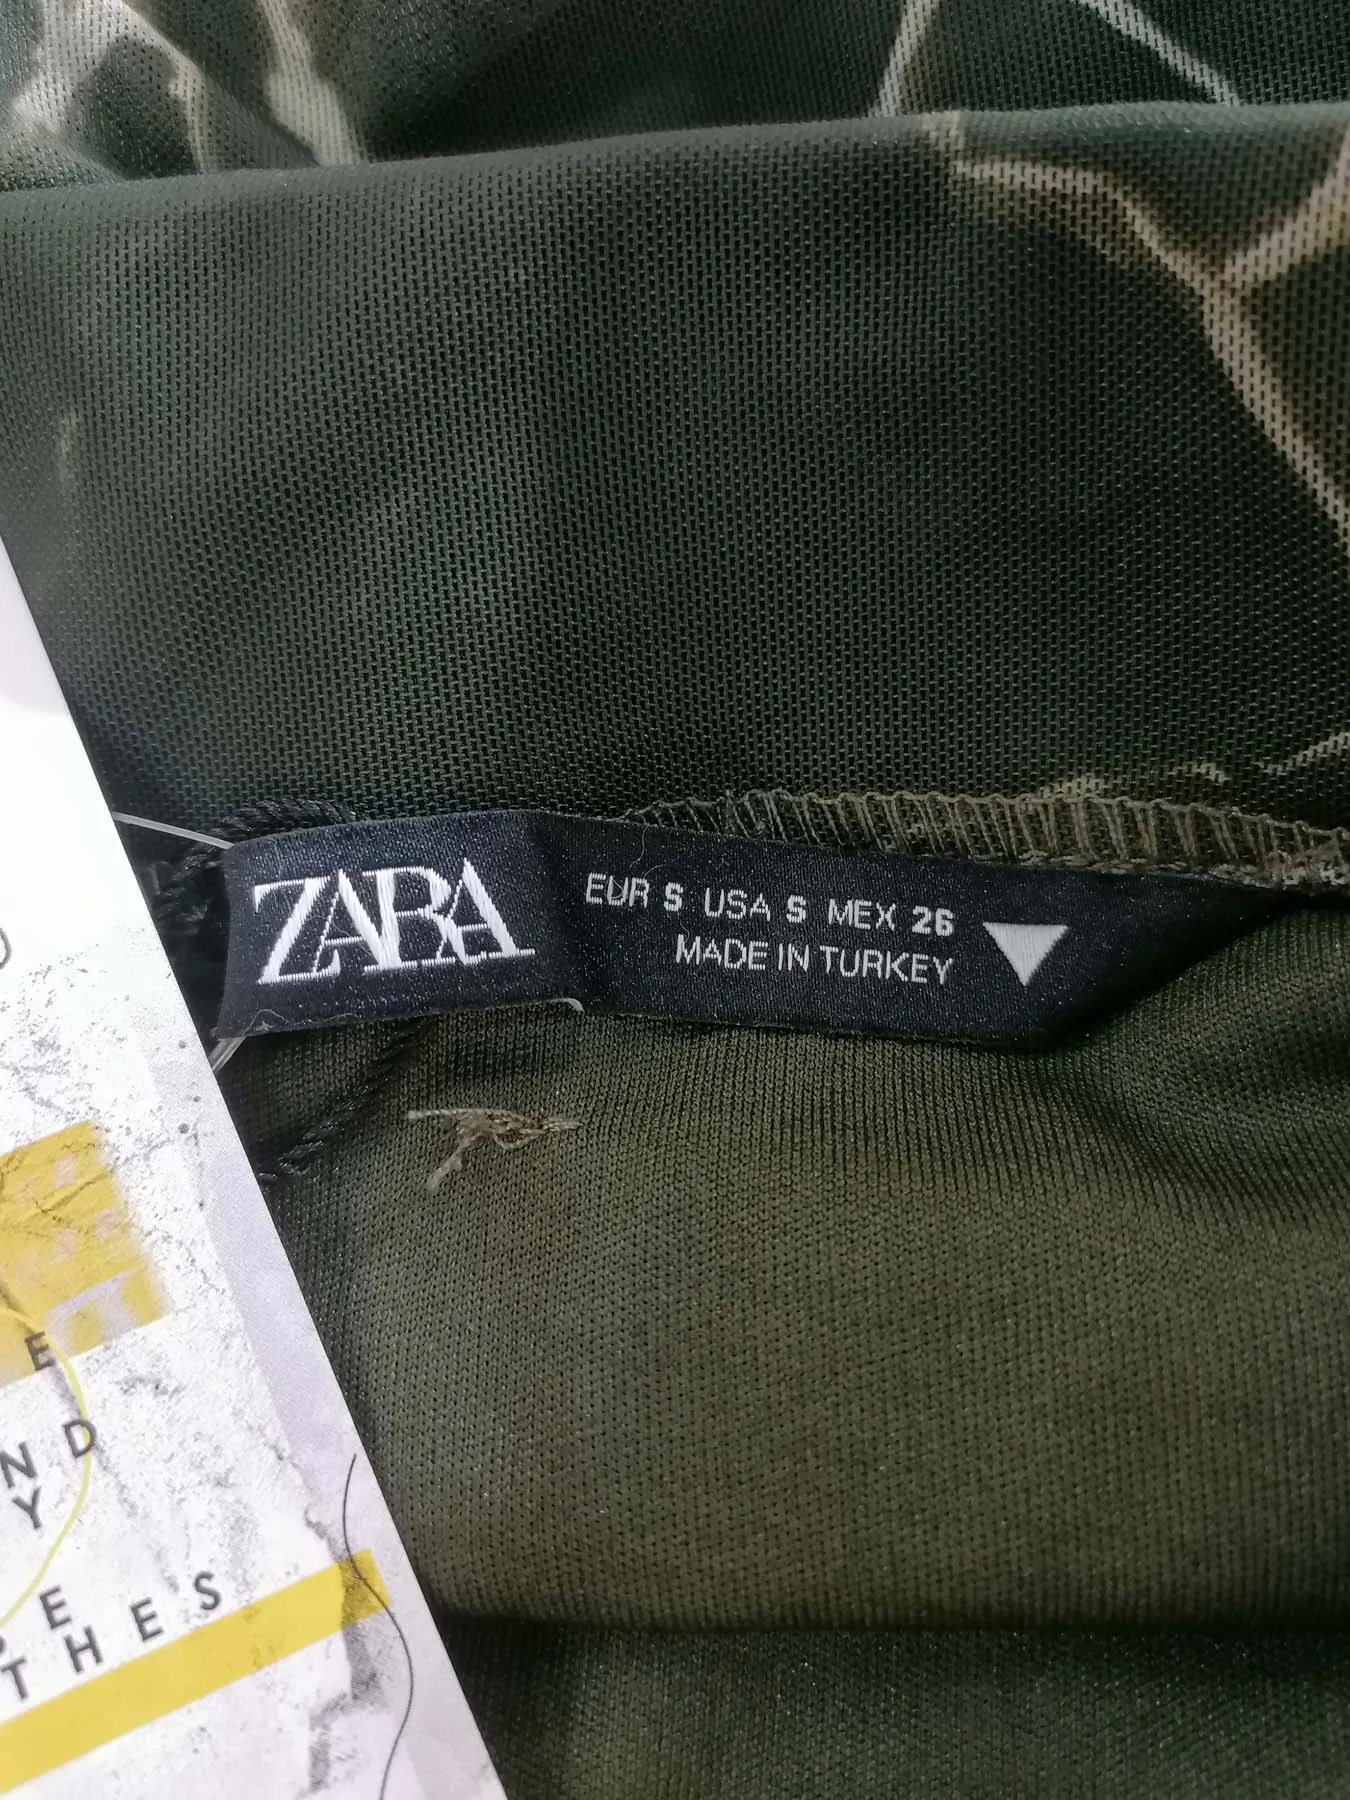 ZARA
EUR S USA S MEX 26
MADE IN TURKEY
E
ND
Y
E
THES